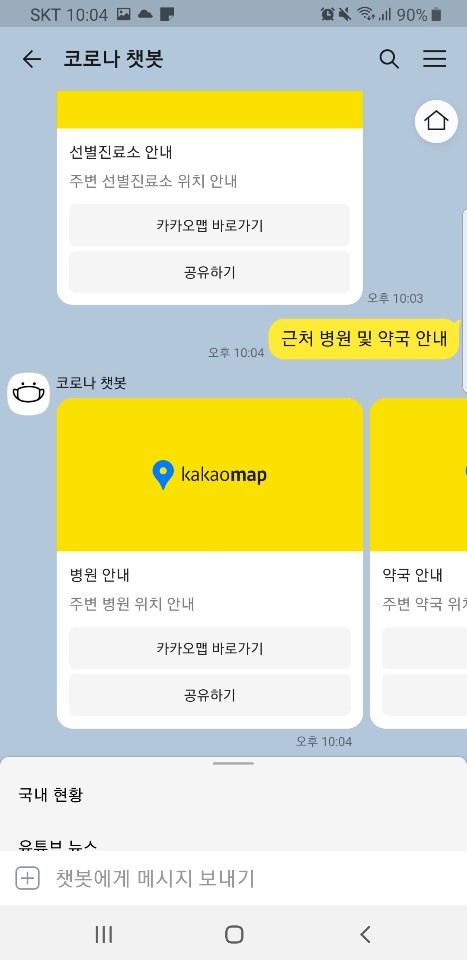 SKT 10:04 90%
코로나 챗봇
선별진료소 안내
주변 선별진료소 위치 안내
카카오맵 바로가기
공유하기
오후 10:03
근처 병원 및 약국 안내
오후 10:04
코로나 챗봇
kakaomap
병원 안내
주변 병원 위치 안내
카카오맵 바로가기
공유하기
약국 안내
주변 약국 위치
오후 10:04
국내 현황
유튜브 뉴스
챗봇에게 메시지 보내기